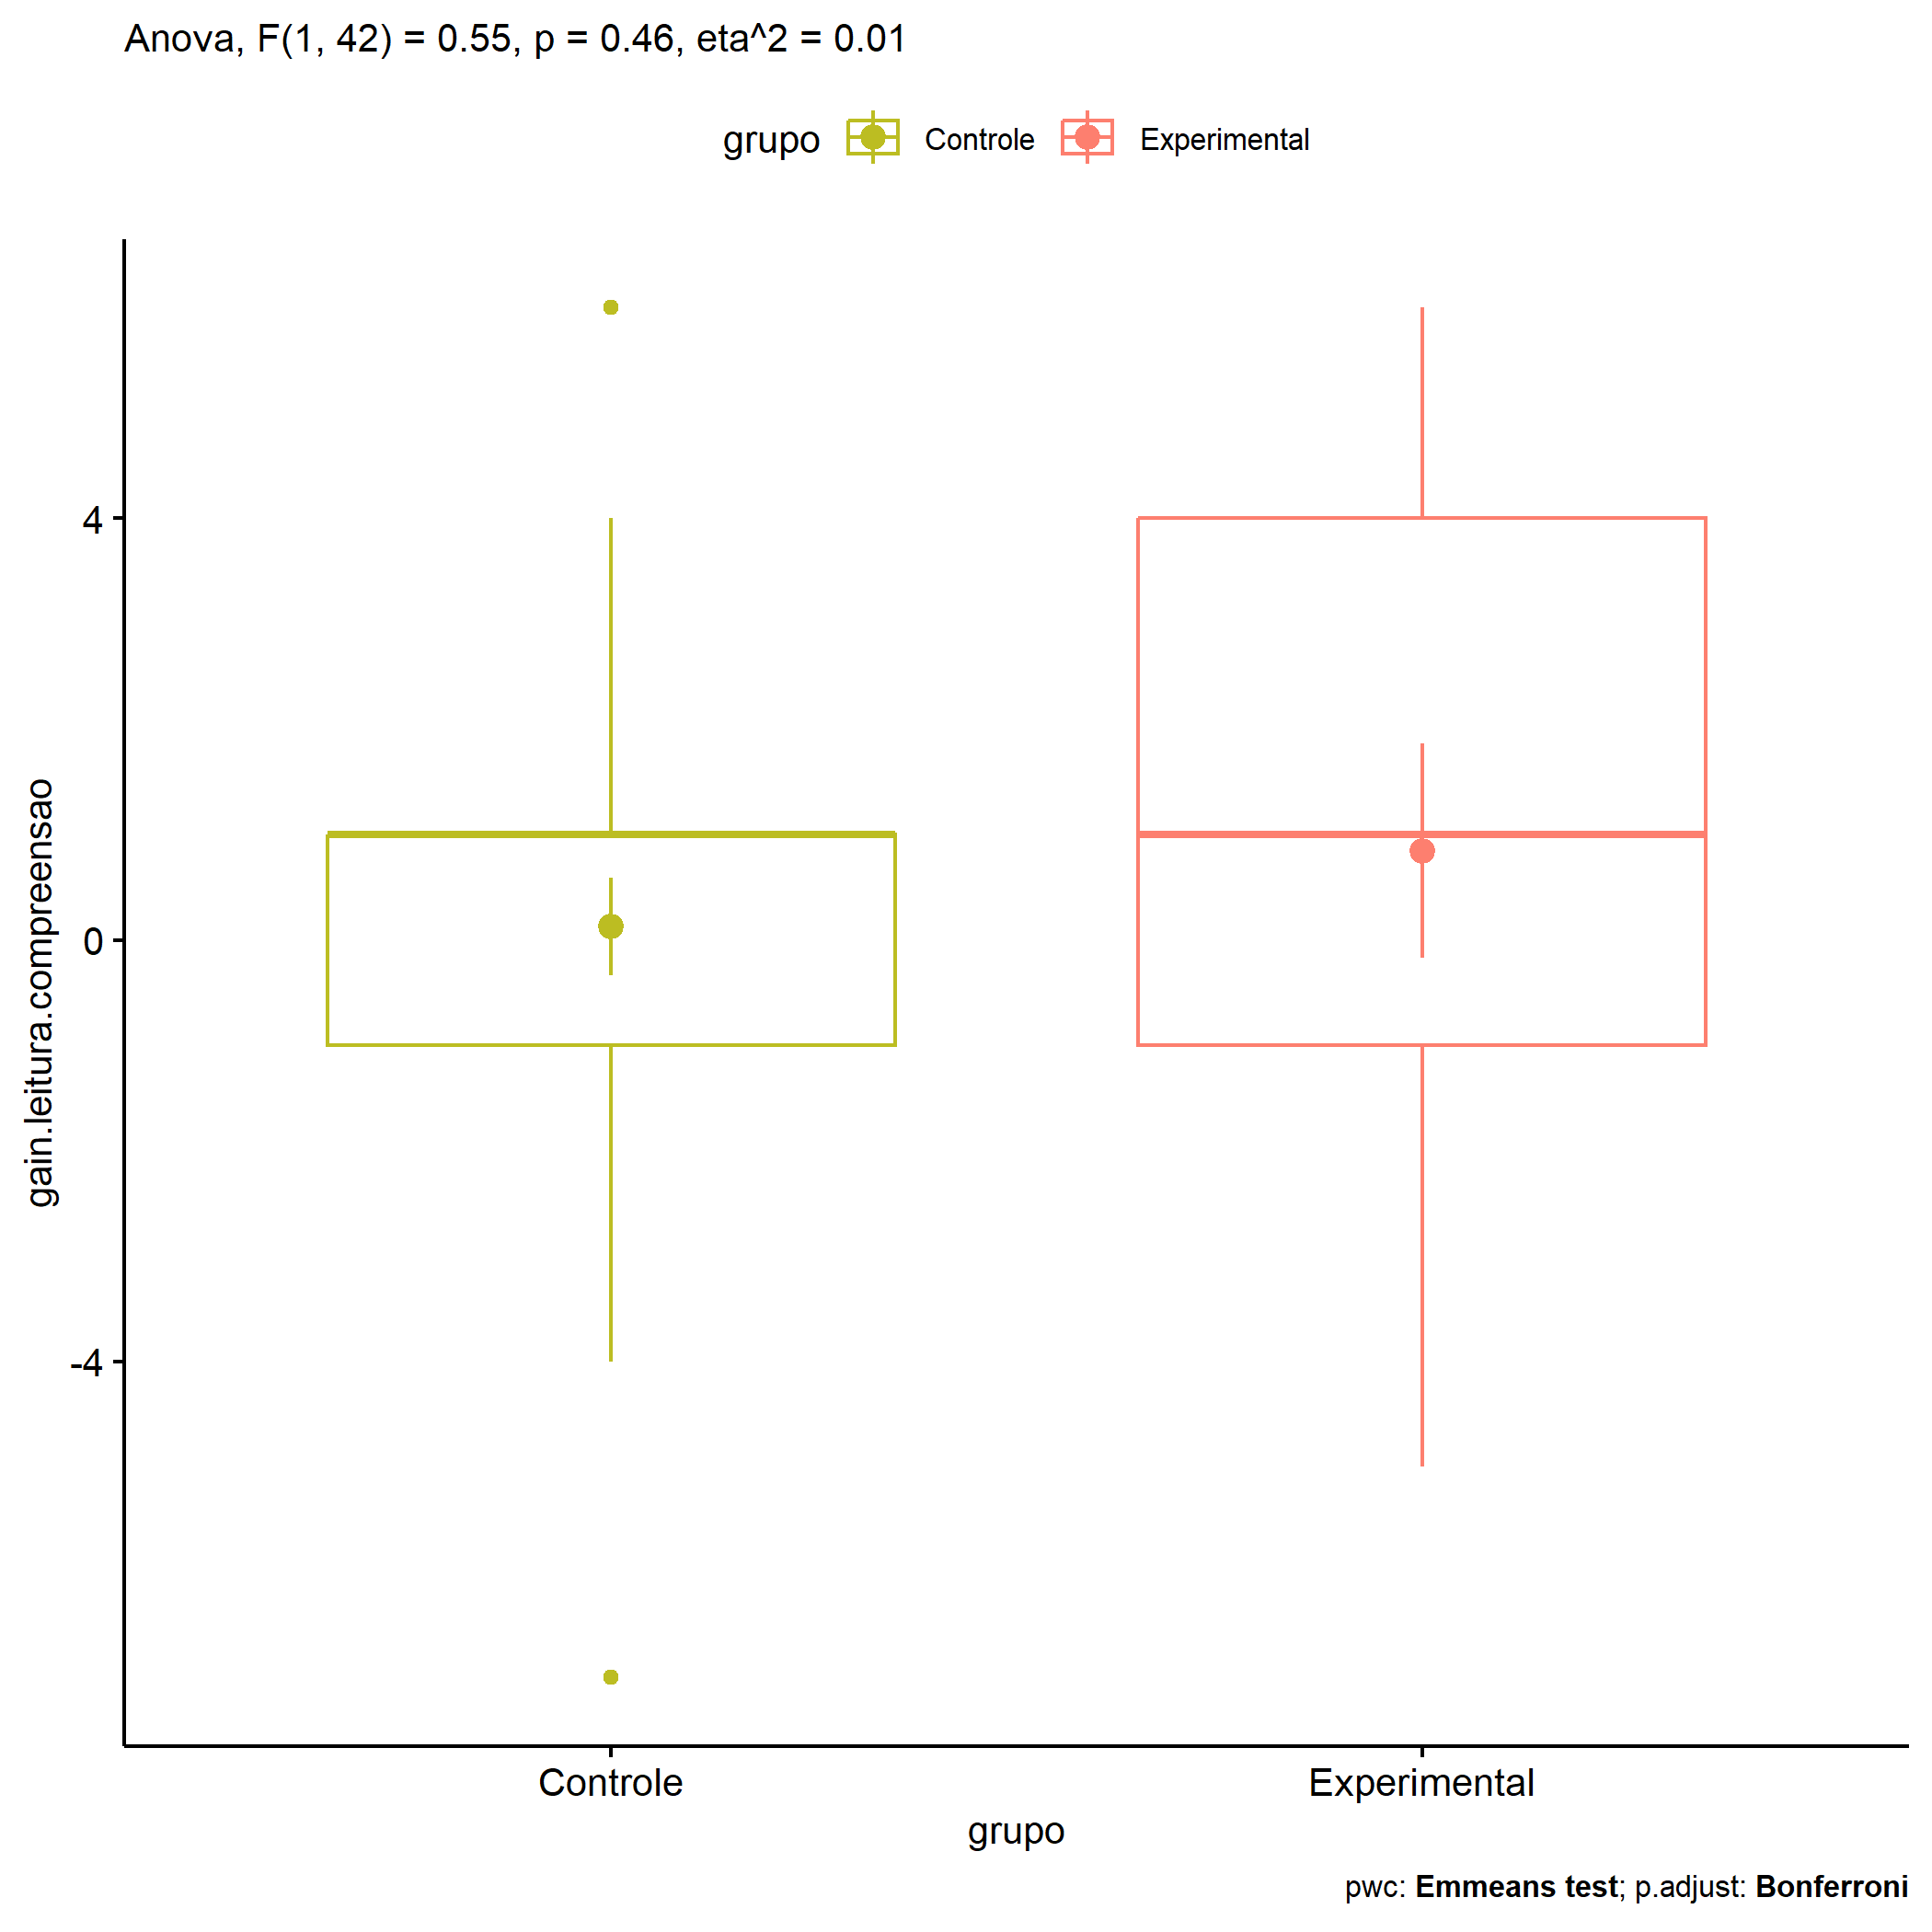 Anova, F(1, 42) = 0.55, p = 0.46, eta^2 = 0.01
grupo Controle Experimental
gain.leitura.compreensao
4
0
-4
Controle Experimental
grupo
pwc: Emmeans test; p.adjust: Bonferroni